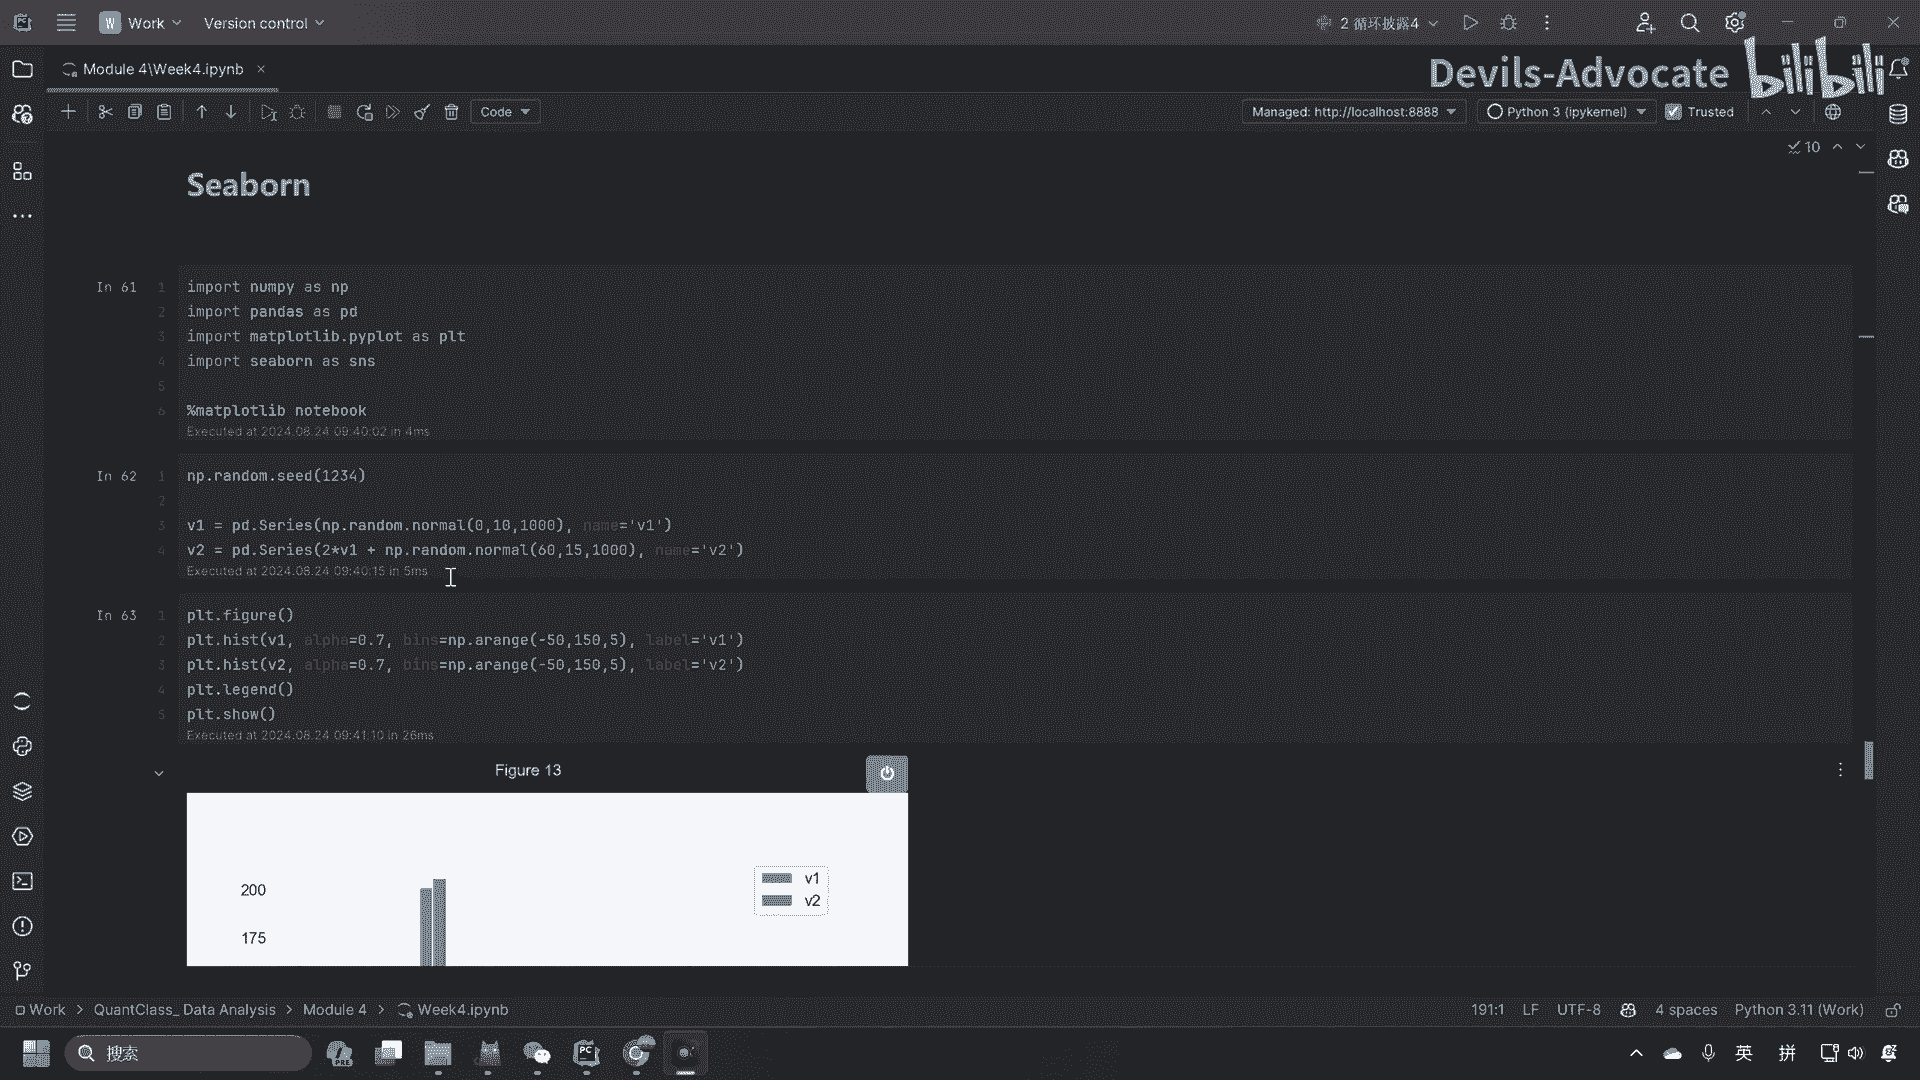 W Work Version control 2 循环披露4
Module 4\Week4.ipynb
Devils-Advocate bilibili
Code Managed: http://localhost:8888 Python 3 (ipykernel) Trusted
10
Seaborn
In 61
1 import numpy as np
2 import pandas as pd
3 import matplotlib.pyplot as plt
4 import seaborn as sns
5
6 %matplotlib notebook
Executed at 2024.08.24 09:40:02 in 4ms
In 62
1 np.random.seed(1234)
2
3 v1 = pd.Series(np.random.normal(0,10,1000), name='v1')
4 v2 = pd.Series(2*v1 + np.random.normal(60,15,1000), name='v2')
Executed at 2024.08.24 09:40:15 in 5ms
In 63
1 plt.figure()
2 plt.hist(v1, alpha=0.7, bins=np.arange(-50,150,5), label='v1')
3 plt.hist(v2, alpha=0.7, bins=np.arange(-50,150,5), label='v2')
4 plt.legend()
5 plt.show()
Executed at 2024.08.24 09:41:10 in 26ms
Figure 13
v1
200
v2
175
Work > QuantClass_ Data Analysis > Module 4 > Week4.ipynb 191:1 LF UTF-8 4 spaces Python 3.11 (Work)
搜索 PRE PC 英 拼